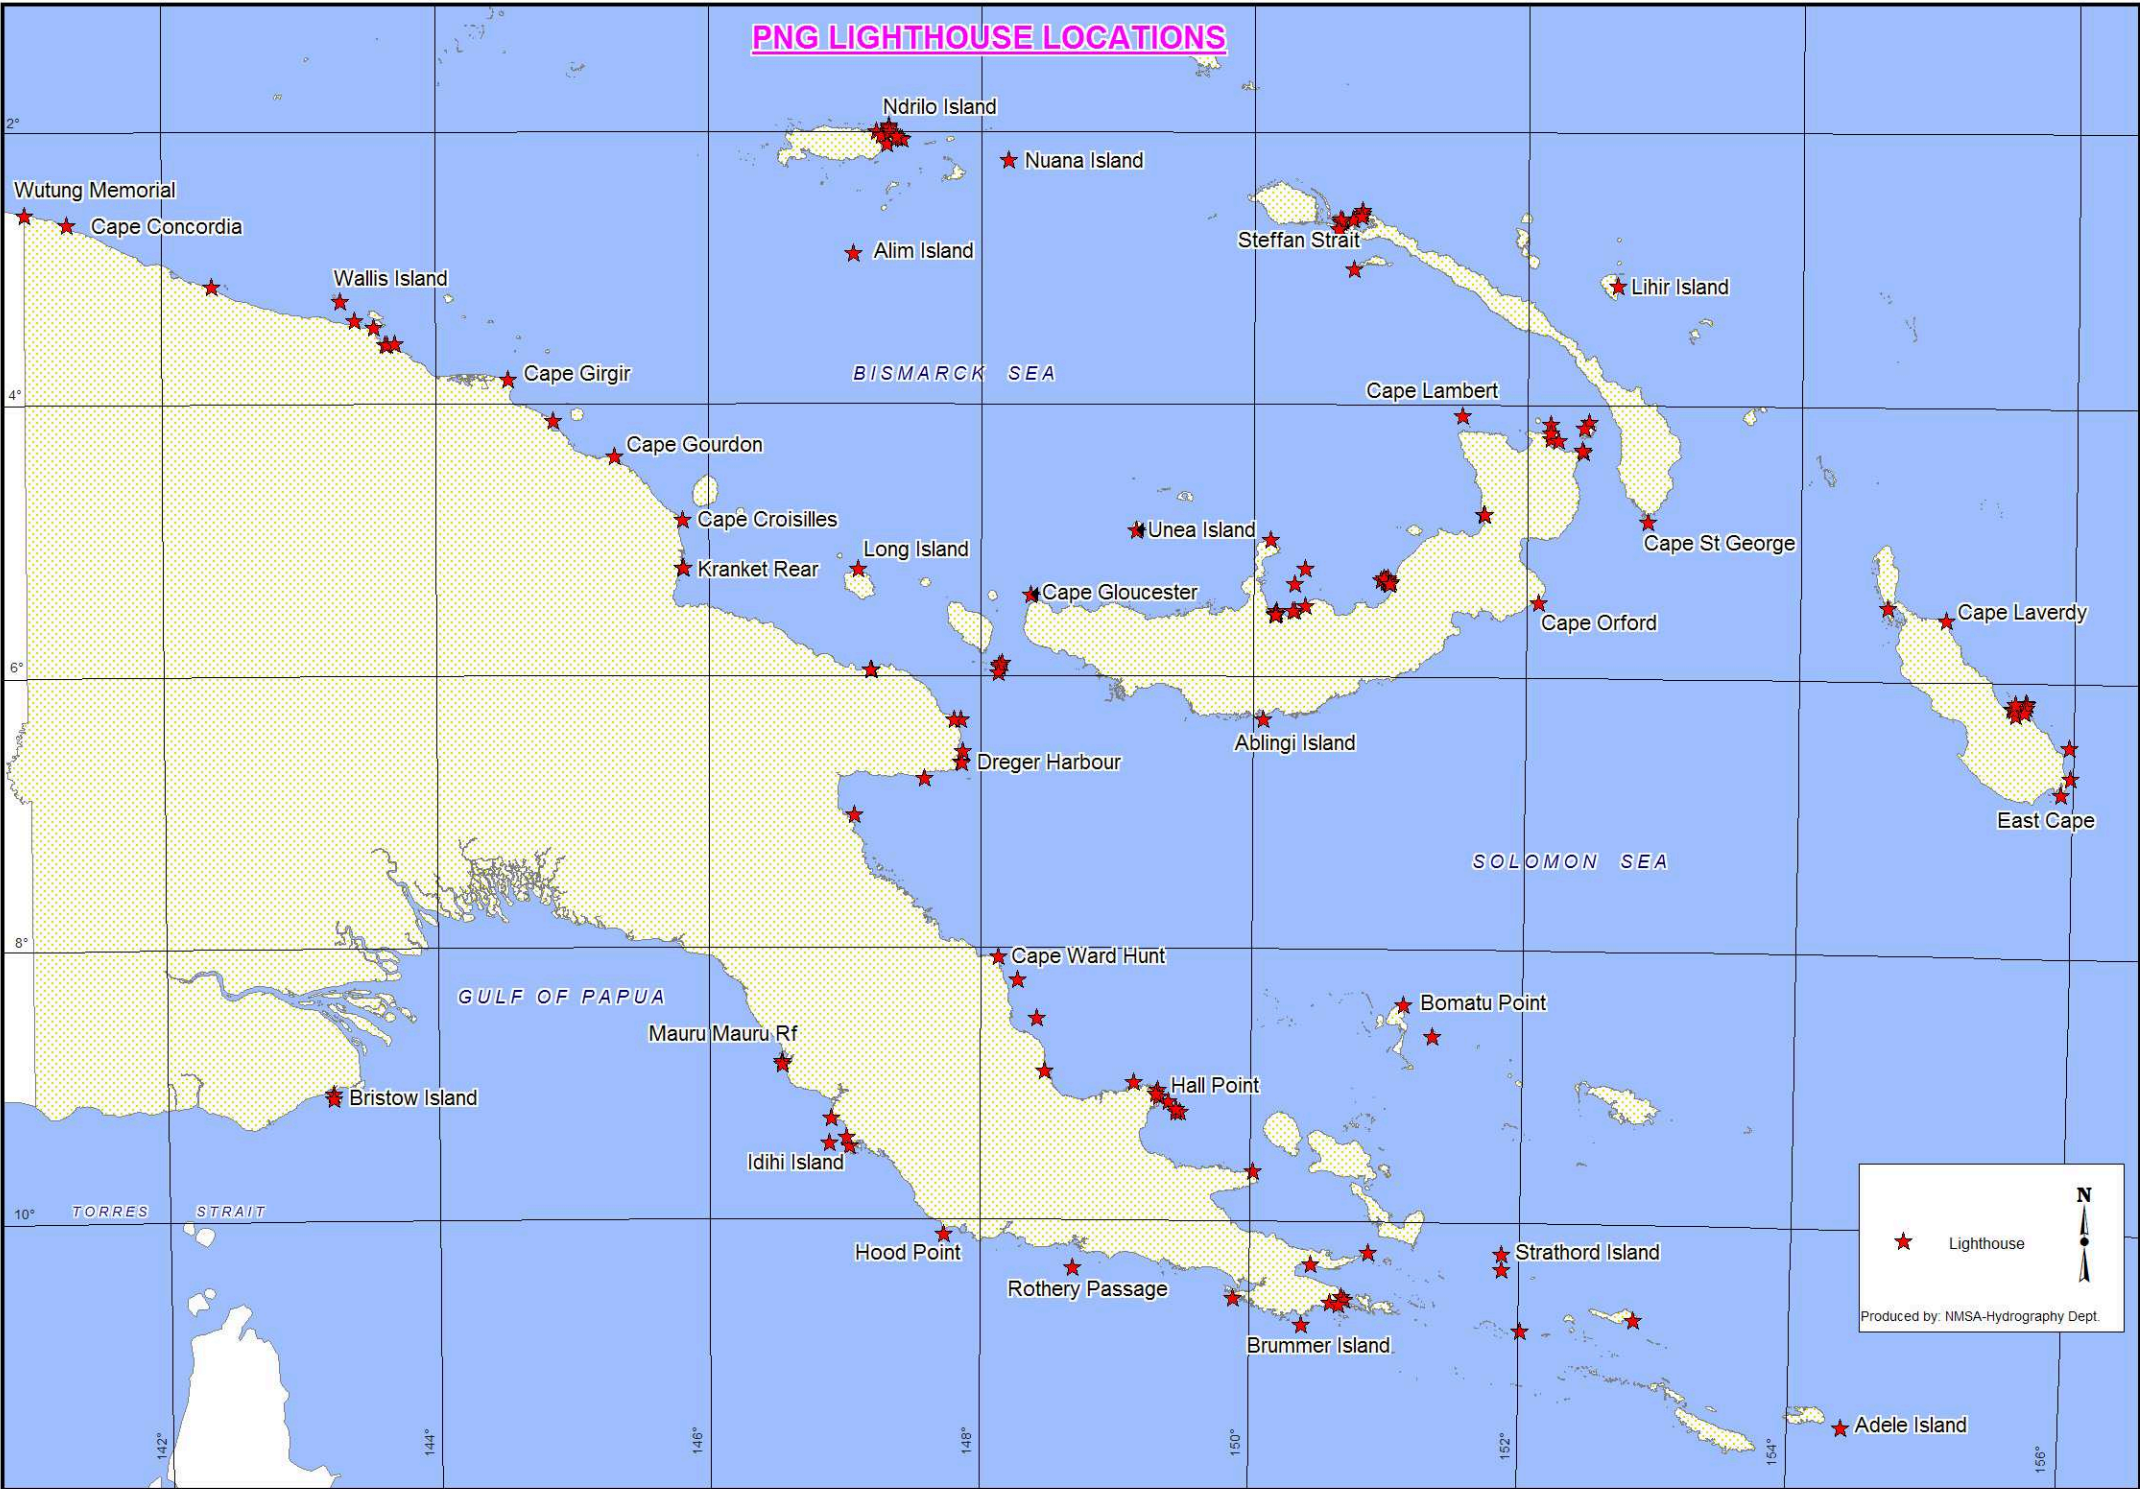 PNG LIGHTHOUSE LOCATIONS
Ndrilo Island
2°
Nuana Island
Wutung Memorial
Cape Concordia
Steffan Strait
Alim Island
Wallis Island
Lihir Island
Cape Girgir
BISMARCK SEA
Cape Lambert
4°
Cape Gourdon
Cape Croisilles
Unea Island
Cape St George
Long Island
Kranket Rear
Cape Gloucester
Cape Orford
Cape Laverdy
6°
Ablingi Island
Dreger Harbour
East Cape
SOLOMON SEA
8°
Cape Ward Hunt
GULF OF PAPUA
Bomatu Point
Mauru Mauru Rf
Hall Point
Bristow Island
Idihi Island
10°
TORRES STRAIT
Hood Point
Strathord Island
Rothery Passage
Brummer Island
N
Lighthouse
Produced by: NMSA-Hydrography Dept.
Adele Island
142°
144°
146°
148°
150°
152°
154°
156°